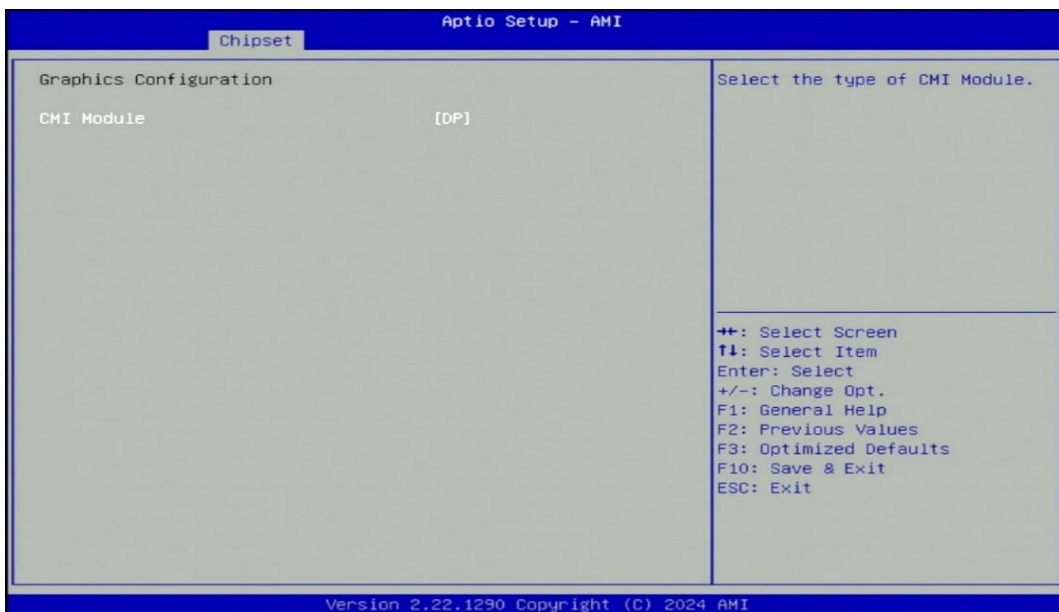 Aptio Setup – AMI
Chipset
Graphics Configuration
CMI Module [DP]
Select the type of CMI Module.
→←: Select Screen
↑↓: Select Item
Enter: Select
+/-: Change Opt.
F1: General Help
F2: Previous Values
F3: Optimized Defaults
F10: Save & Exit
ESC: Exit
Version 2.22.1290 Copyright (C) 2024 AMI